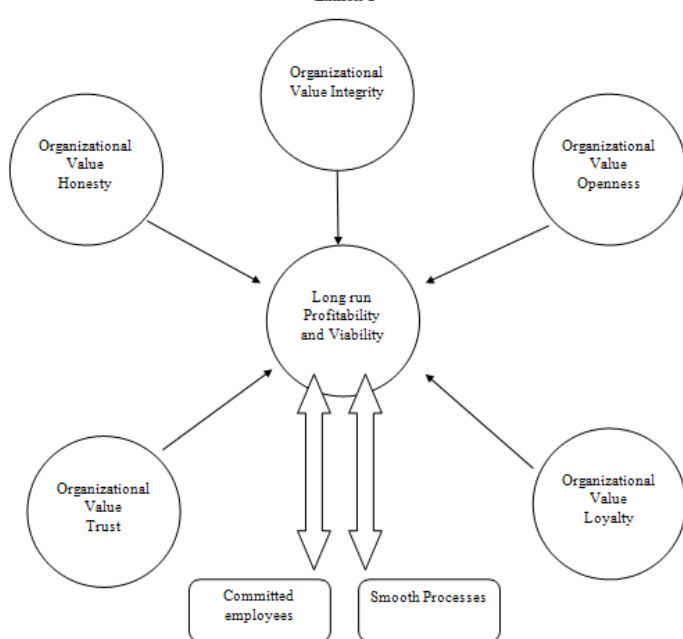 Organizational
Value Integrity
Organizational
Value
Honesty
Organizational
Value
Openness
Long run
Profitability
and Viability
Organizational
Value
Trust
Organizational
Value
Loyalty
Committed
employees
Smooth Processes